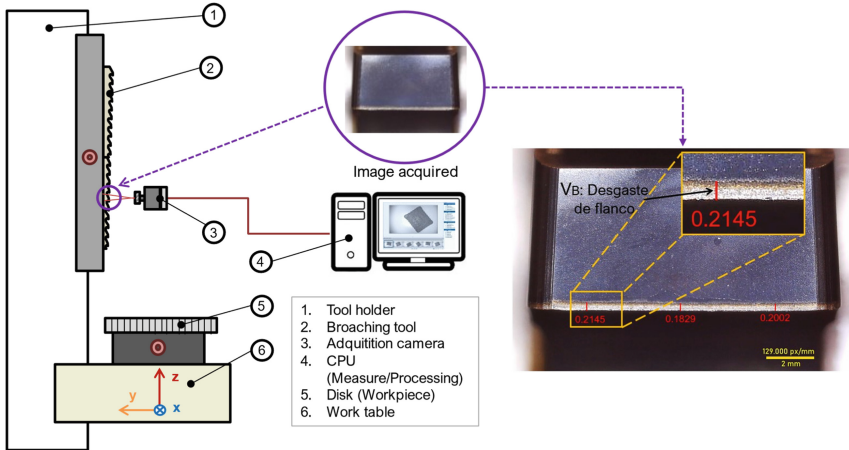 1
2
3
4
5
6
Image acquired
z
y
x
1. Tool holder
2. Broaching tool
3. Adquitition camera
4. CPU
(Measure/Processing)
5. Disk (Workpiece)
6. Work table
VB: Desgaste
de flanco
0.2145
0.2145
0.1829
0.2002
129.000 px/mm
2 mm